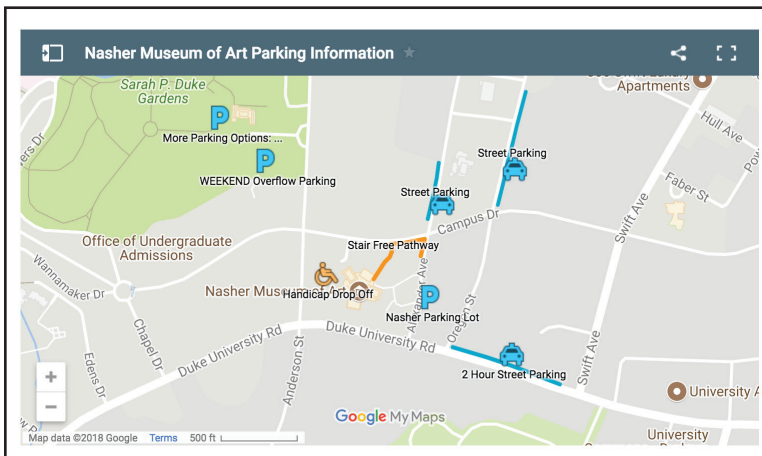 Nasher Museum of Art Parking Information
Sarah P. Duke
Gardens
Apartments
Hull Ave
More Parking Options: ...
WEEKEND Overflow Parking
Street Parking
Street Parking
Faber St
Swift Ave
Campus Dr
Office of Undergraduate
Admissions
Stair Free Pathway
Wannamaker Dr
Nasher Museum of Art
Handicap Drop Off
Alexander Ave
Nasher Parking Lot
Oregon St
Chapel Dr
Duke University Rd
Duke University Rd
Anderson St
Edens Dr
Swift Ave
2 Hour Street Parking
+
−
University A
University
Google My Maps
Map data ©2018 Google Terms 500 ft